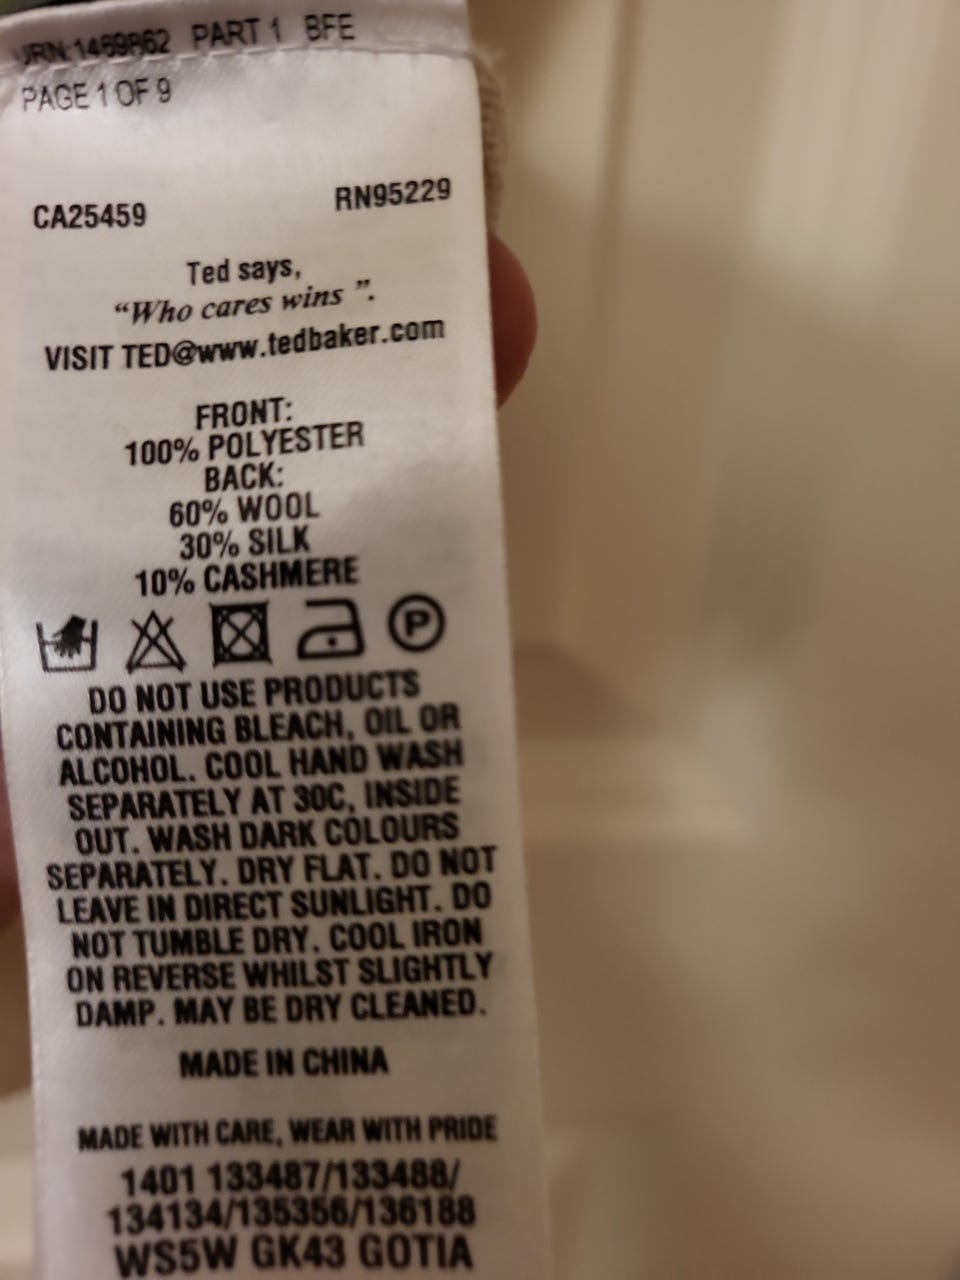 URN:1469862 PART 1 BFE
PAGE 1 OF 9
CA25459 RN95229
Ted says,
“Who cares wins ”.
VISIT TED@www.tedbaker.com
FRONT:
100% POLYESTER
BACK:
60% WOOL
30% SILK
10% CASHMERE
P
DO NOT USE PRODUCTS
CONTAINING BLEACH, OIL OR
ALCOHOL. COOL HAND WASH
SEPARATELY AT 30C, INSIDE
OUT. WASH DARK COLOURS
SEPARATELY. DRY FLAT. DO NOT
LEAVE IN DIRECT SUNLIGHT. DO
NOT TUMBLE DRY. COOL IRON
ON REVERSE WHILST SLIGHTLY
DAMP. MAY BE DRY CLEANED.
MADE IN CHINA
MADE WITH CARE, WEAR WITH PRIDE
1401 133487/133488/
134134/135356/136188
WS5W GK43 GOTIA